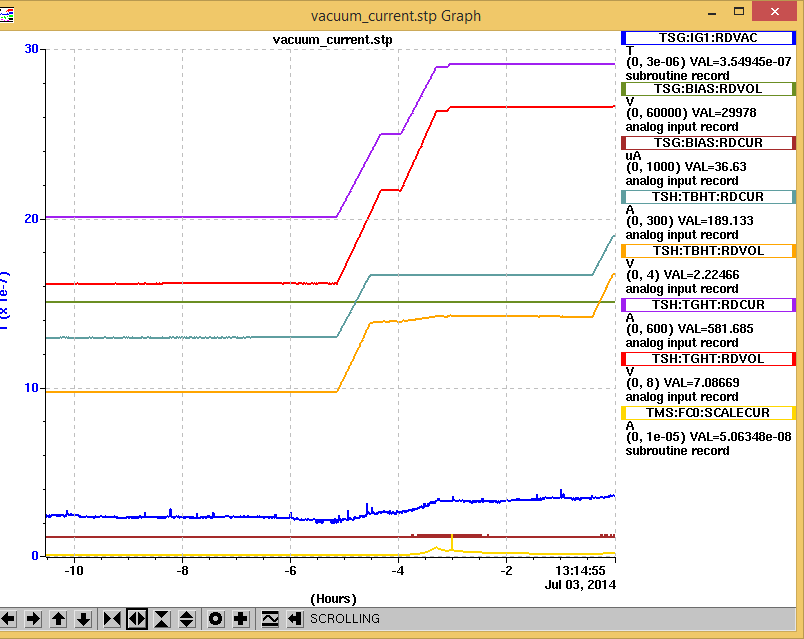 vacuum_current.stp Graph
vacuum_current.stp
30
20
10
0
T (x 1e-7)
-10
-8
-6
-4
-2
13:14:55
Jul 03, 2014
(Hours)
TSG:IG1:RDVAC
T
(0, 3e-06) VAL=3.54945e-07
subroutine record
TSG:BIAS:RDVOL
V
(0, 60000) VAL=29978
analog input record
TSG:BIAS:RDCUR
uA
(0, 1000) VAL=36.63
analog input record
TSH:TBHT:RDCUR
A
(0, 300) VAL=189.133
analog input record
TSH:TBHT:RDVOL
V
(0, 4) VAL=2.22466
analog input record
TSH:TGHT:RDCUR
A
(0, 600) VAL=581.685
analog input record
TSH:TGHT:RDVOL
V
(0, 8) VAL=7.08669
analog input record
TMS:FC0:SCALECUR
A
(0, 1e-05) VAL=5.06348e-08
subroutine record
SCROLLING